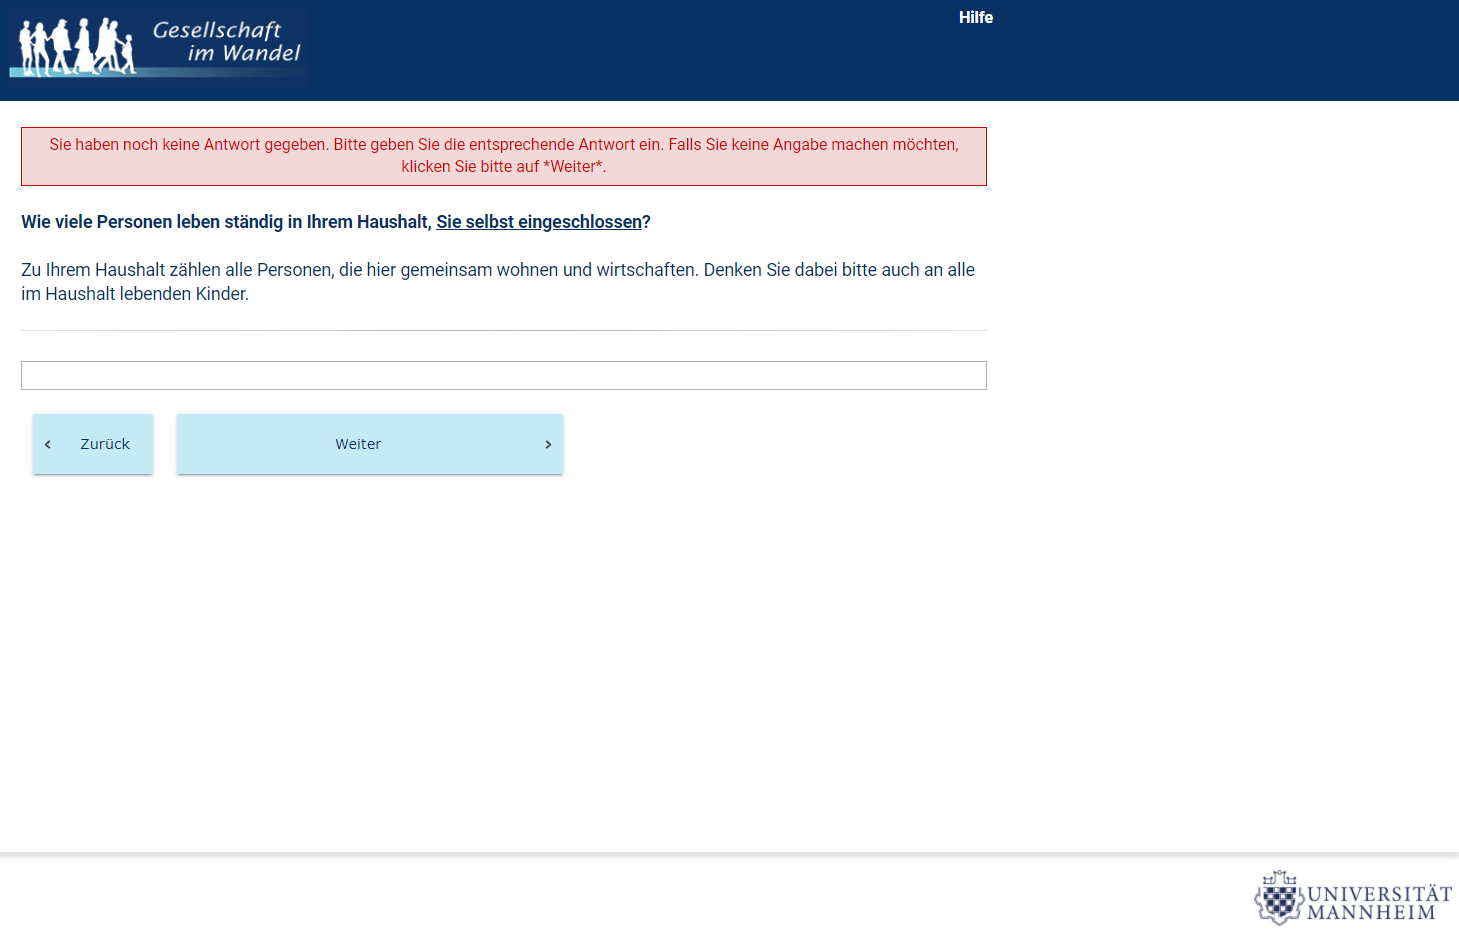 Gesellschaft
im Wandel
Hilfe
Sie haben noch keine Antwort gegeben. Bitte geben Sie die entsprechende Antwort ein. Falls Sie keine Angabe machen möchten,
klicken Sie bitte auf *Weiter*.
Wie viele Personen leben ständig in Ihrem Haushalt, Sie selbst eingeschlossen?
Zu Ihrem Haushalt zählen alle Personen, die hier gemeinsam wohnen und wirtschaften. Denken Sie dabei bitte auch an alle
im Haushalt lebenden Kinder.
Zurück
Weiter
UNIVERSITÄT
MANNHEIM